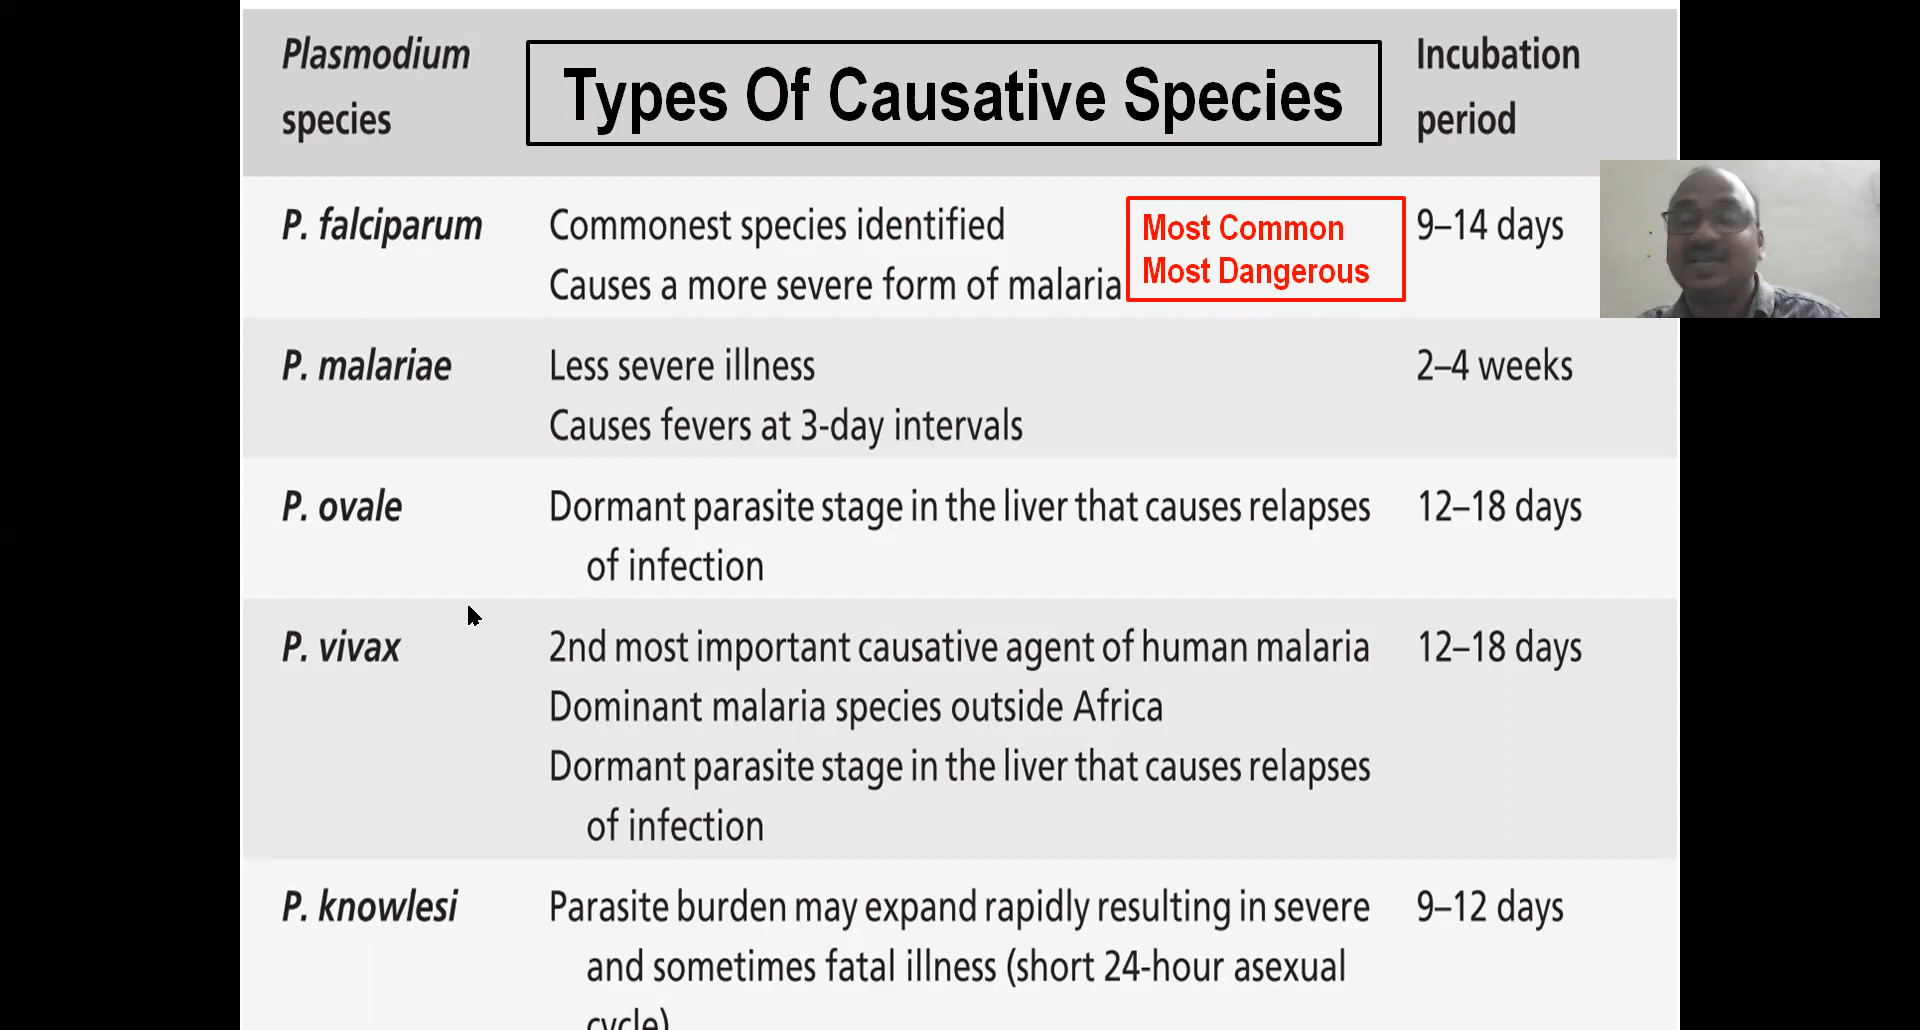 Plasmodium
species
Types Of Causative Species
Incubation
period
P. falciparum
Commonest species identified
Causes a more severe form of malaria
Most Common
Most Dangerous
9–14 days
P. malariae
Less severe illness
Causes fevers at 3-day intervals
2–4 weeks
P. ovale
Dormant parasite stage in the liver that causes relapses
of infection
12–18 days
P. vivax
2nd most important causative agent of human malaria
Dominant malaria species outside Africa
Dormant parasite stage in the liver that causes relapses
of infection
12–18 days
P. knowlesi
Parasite burden may expand rapidly resulting in severe
and sometimes fatal illness (short 24-hour asexual
cycle)
9–12 days